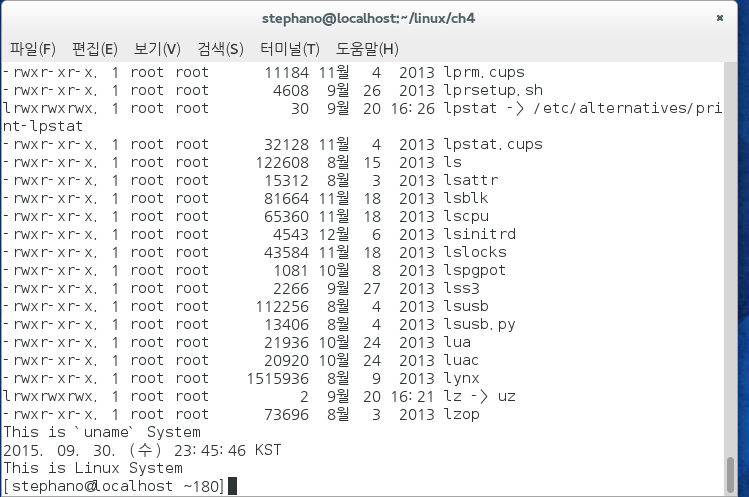 stephano@localhost:~/linux/ch4 ×
파일(F) 편집(E) 보기(V) 검색(S) 터미널(T) 도움말(H)
-rwxr-xr-x. 1 root root 11184 11월 4 2013 lprm.cups
-rwxr-xr-x. 1 root root 4608 9월 26 2013 lprsetup.sh
lrwxrwxrwx. 1 root root 30 9월 20 16:26 lpstat -> /etc/alternatives/pri
nt-lpstat
-rwxr-xr-x. 1 root root 32128 11월 4 2013 lpstat.cups
-rwxr-xr-x. 1 root root 122608 8월 15 2013 ls
-rwxr-xr-x. 1 root root 15312 8월 3 2013 lsattr
-rwxr-xr-x. 1 root root 81664 11월 18 2013 lsblk
-rwxr-xr-x. 1 root root 65360 11월 18 2013 lscpu
-rwxr-xr-x. 1 root root 4543 12월 6 2013 lsinitrd
-rwxr-xr-x. 1 root root 43584 11월 18 2013 lslocks
-rwxr-xr-x. 1 root root 1081 10월 8 2013 lspgpot
-rwxr-xr-x. 1 root root 2266 9월 27 2013 lss3
-rwxr-xr-x. 1 root root 112256 8월 4 2013 lsusb
-rwxr-xr-x. 1 root root 13406 8월 4 2013 lsusb.py
-rwxr-xr-x. 1 root root 21936 10월 24 2013 lua
-rwxr-xr-x. 1 root root 20920 10월 24 2013 luac
-rwxr-xr-x. 1 root root 1515936 8월 9 2013 lynx
lrwxrwxrwx. 1 root root 2 9월 20 16:21 lz -> uz
-rwxr-xr-x. 1 root root 73696 8월 3 2013 lzop
This is `uname` System
2015. 09. 30. (수) 23:45:46 KST
This is Linux System
[stephano@localhost ~180]